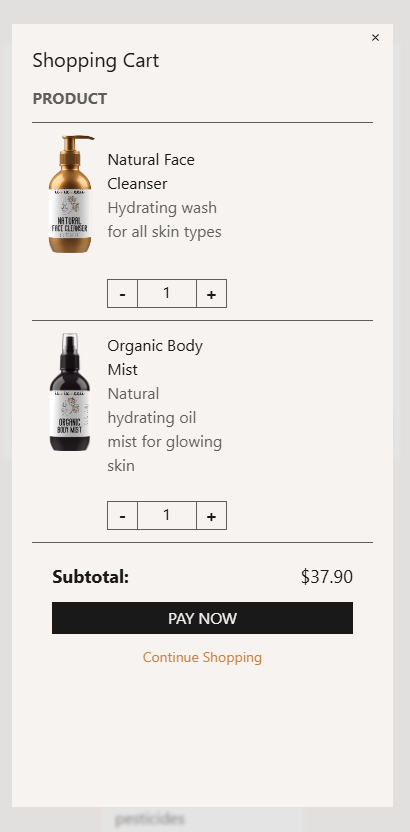 ×
Shopping Cart
PRODUCT
NATURAL
FACE CLEANSER
Natural Face
Cleanser
Hydrating wash
for all skin types
- 1 +
ORGANIC
BODY MIST
Organic Body
Mist
Natural
hydrating oil
mist for glowing
skin
- 1 +
Subtotal: $37.90
PAY NOW
Continue Shopping
pesticides